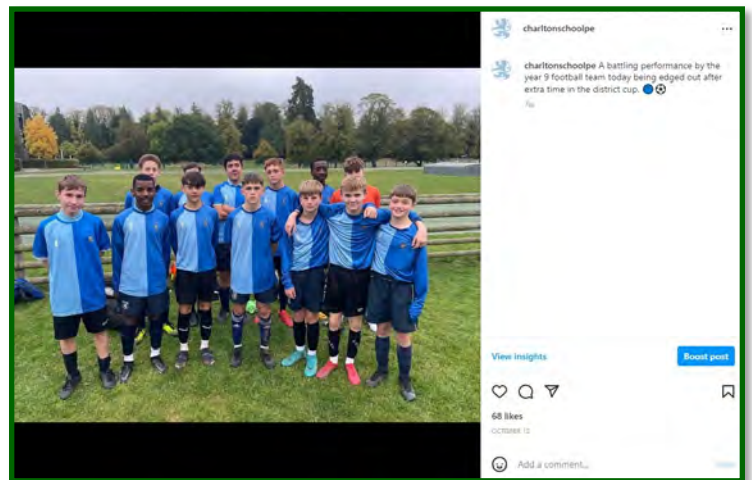 charltonschoolpe
charltonschoolpe A battling performance by the
year 9 football team today being edged out after
extra time in the district cup. 🔵⚽
View insights
Boost post
68 likes
OCTOBER 12
Add a comment...